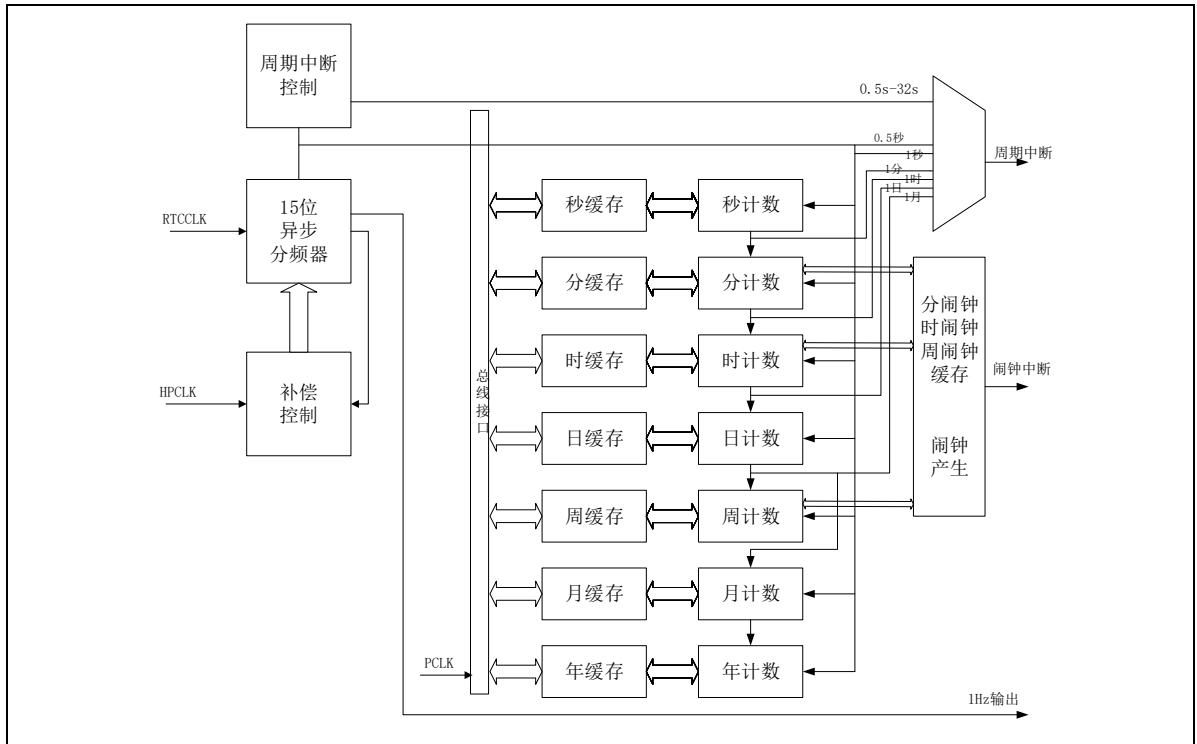 周期中断
控制
0.5s-32s
0.5秒
1秒
周期中断
1分
1时
1日
1月
15位
异步
分频器
RTCCLK
秒缓存
秒计数
分缓存
分计数
分闹钟
时闹钟
周闹钟
缓存
闹钟
产生
闹钟中断
时缓存
时计数
总线接口
HPCLK
补偿
控制
日缓存
日计数
周缓存
周计数
月缓存
月计数
PCLK
年缓存
年计数
1Hz输出